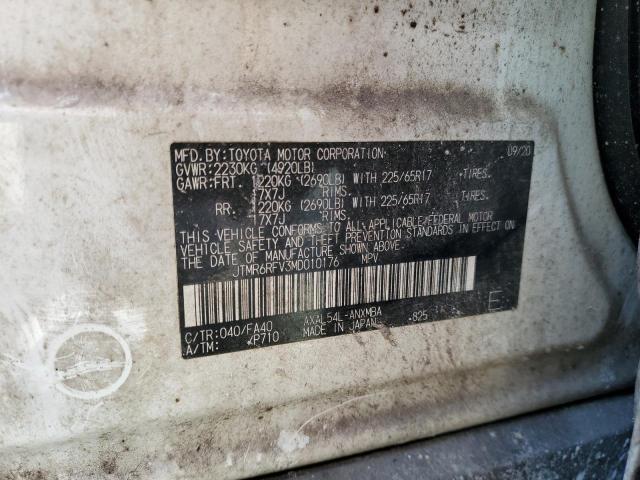 MFD. BY: TOYOTA MOTOR CORPORATION 09/20
GVWR: 2230KG (4920LB)
GAWR: FRT. 1220KG (2690LB) WITH 225/65R17 TIRES.
17X7J RIMS.
RR. 1220KG (2690LB) WITH 225/65R17 TIRES.
17X7J RIMS.
THIS VEHICLE CONFORMS TO ALL APPLICABLE FEDERAL MOTOR
VEHICLE SAFETY AND THEFT PREVENTION STANDARDS IN EFFECT ON
THE DATE OF MANUFACTURE SHOWN ABOVE.
JTMR6RFV3MD010176 MPV
C/TR: 040/FA40 AXAL54L-ANXMBA 825 E
A/TM: P710 MADE IN JAPAN